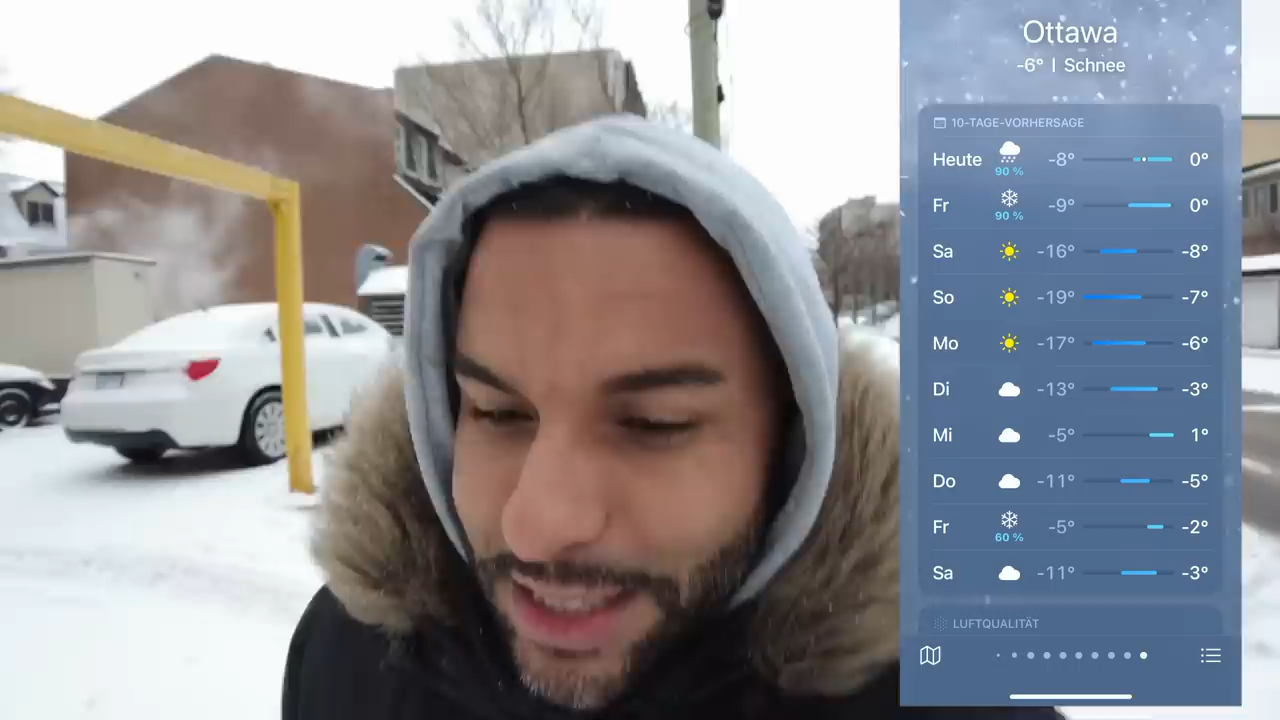 Ottawa
-6° | Schnee
10-TAGE-VORHERSAGE
Heute -8° 0°
90 %
Fr -9° 0°
90 %
Sa -16° -8°
So -19° -7°
Mo -17° -6°
Di -13° -3°
Mi -5° 1°
Do -11° -5°
Fr -5° -2°
60 %
Sa -11° -3°
LUFTQUALITÄT